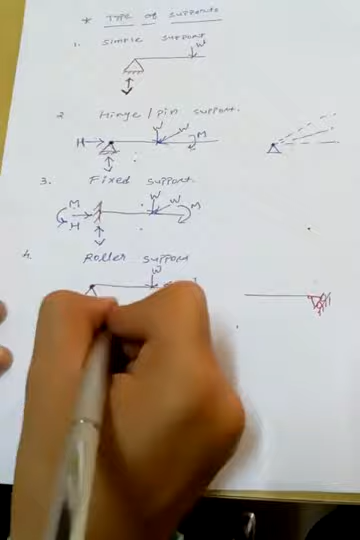 * TYPE of supports
1. Simple support
W
2. Hinge / pin support.
H W W M
3. Fixed support.
M H W W M
4. Roller support
W